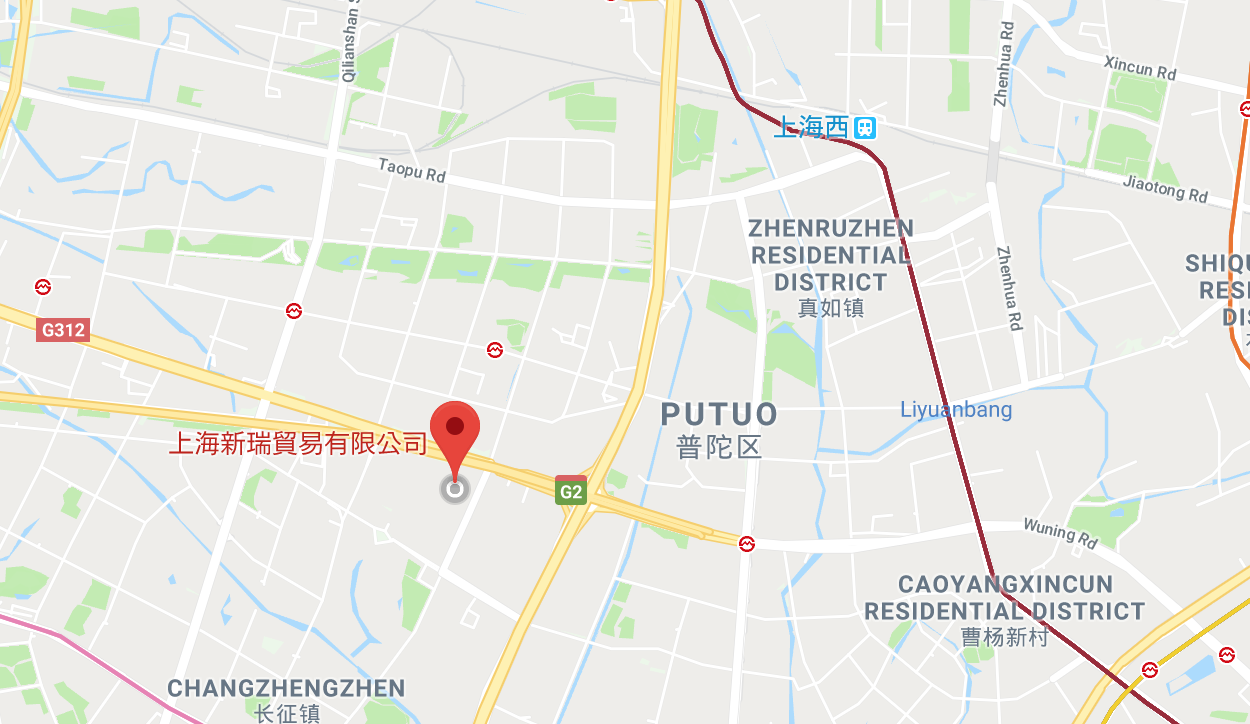 Qilianshan S
Zhenhua Rd
Xincun Rd
上海西
Taopu Rd
Jiaotong Rd
ZHENRUZHEN
RESIDENTIAL
DISTRICT
真如镇
Zhenhua Rd
SHIQU
RESI
DIS
G312
PUTUO
普陀区
Liyuanbang
上海新瑞貿易有限公司
G2
Wuning Rd
CAOYANGXINCUN
RESIDENTIAL DISTRICT
曹杨新村
CHANGZHENGZHEN
长征镇